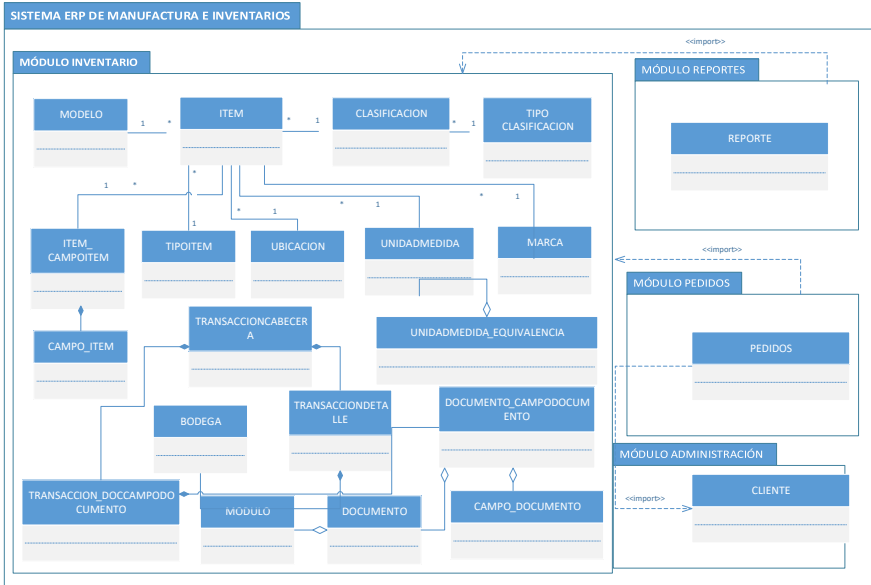 SISTEMA ERP DE MANUFACTURA E INVENTARIOS
<<import>>
MÓDULO INVENTARIO
MÓDULO REPORTES
MODELO
1
*
ITEM
*
1
CLASIFICACION
*
1
TIPO
CLASIFICACION
REPORTE
*
1
*
*
1
*
1
*
1
1
ITEM_
CAMPOITEM
TIPOITEM
UBICACION
UNIDADMEDIDA
MARCA
<<import>>
MÓDULO PEDIDOS
TRANSACCIONCABECER
A
UNIDADMEDIDA_EQUIVALENCIA
CAMPO_ITEM
PEDIDOS
BODEGA
TRANSACCIONDETA
LLE
DOCUMENTO_CAMPODOCUM
ENTO
MÓDULO ADMINISTRACIÓN
TRANSACCION_DOCCAMPODO
CUMENTO
MODULO
DOCUMENTO
CAMPO_DOCUMENTO
<<import>>
CLIENTE